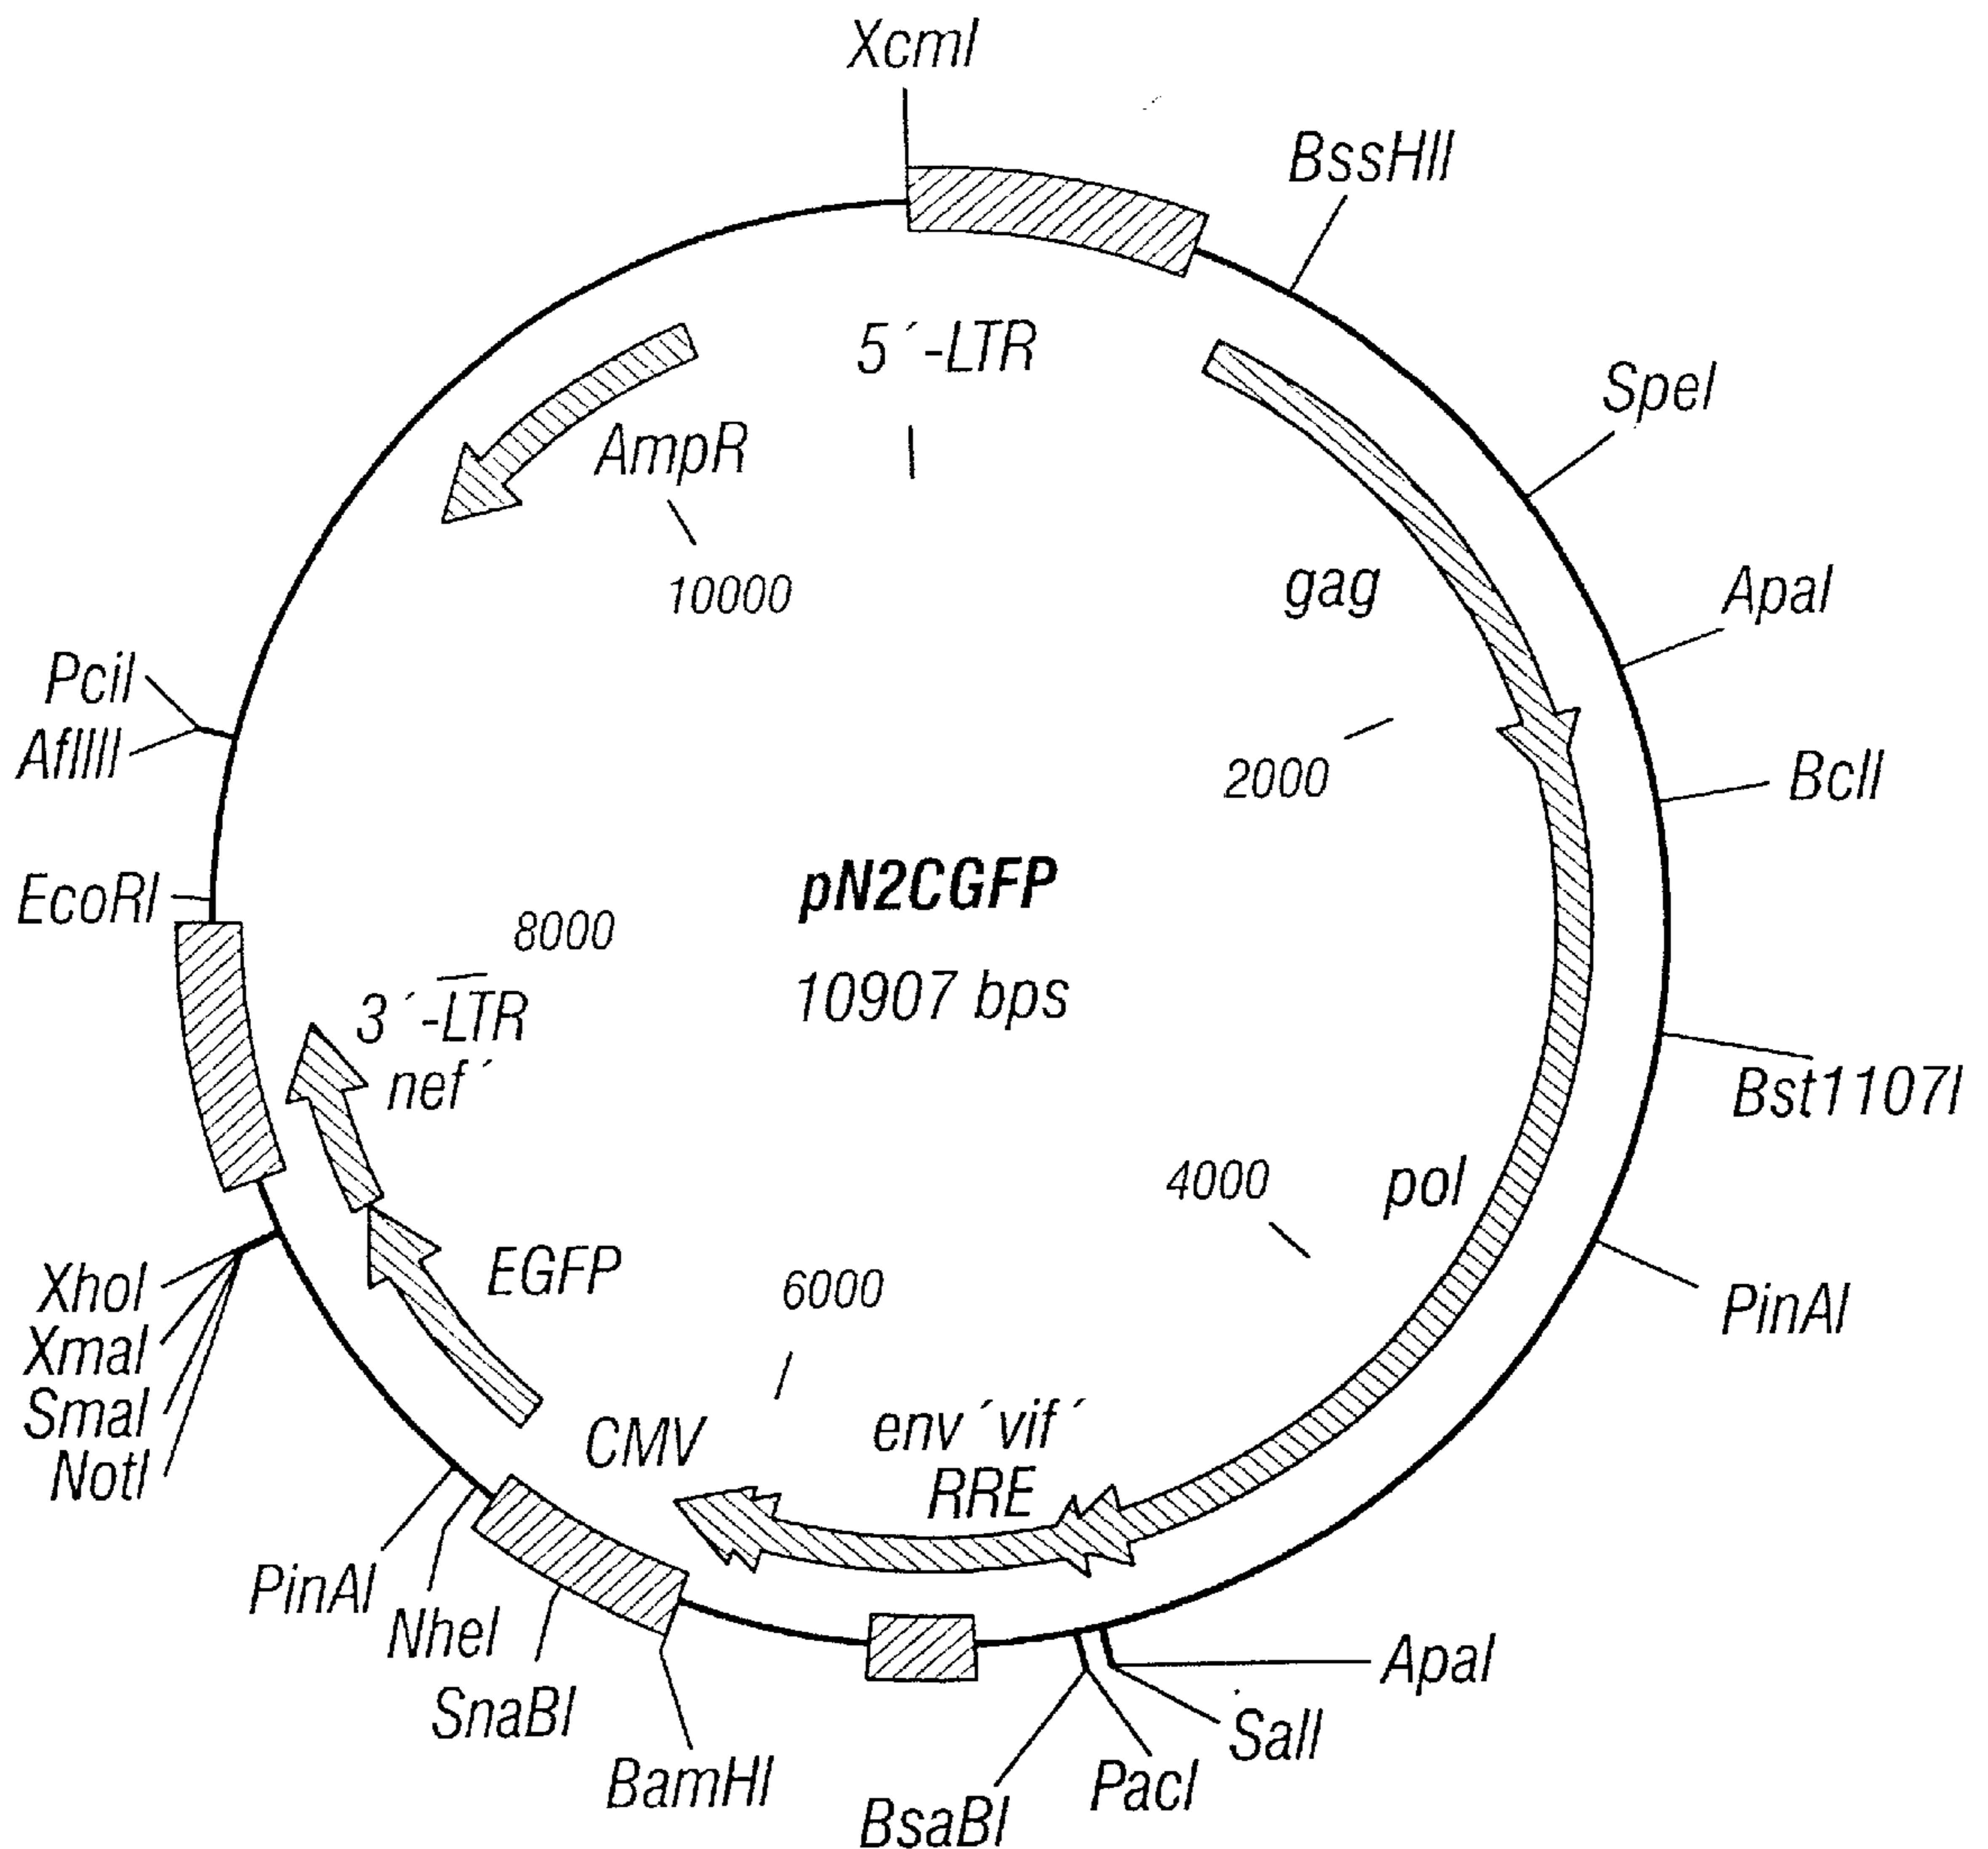 XcmI
BssHII
5´-LTR
SpeI
AmpR
10000
gag
ApaI
PciI
AflIII
2000
BclI
EcoRI
8000
pN2CGFP
10907 bps
3´-LTR
nef´
Bst1107I
4000
pol
XhoI
XmaI
SmaI
NotI
EGFP
6000
PinAI
CMV
env´vif´
RRE
PinAI
NheI
SnaBI
BamHI
BsaBI
PacI
SalI
ApaI